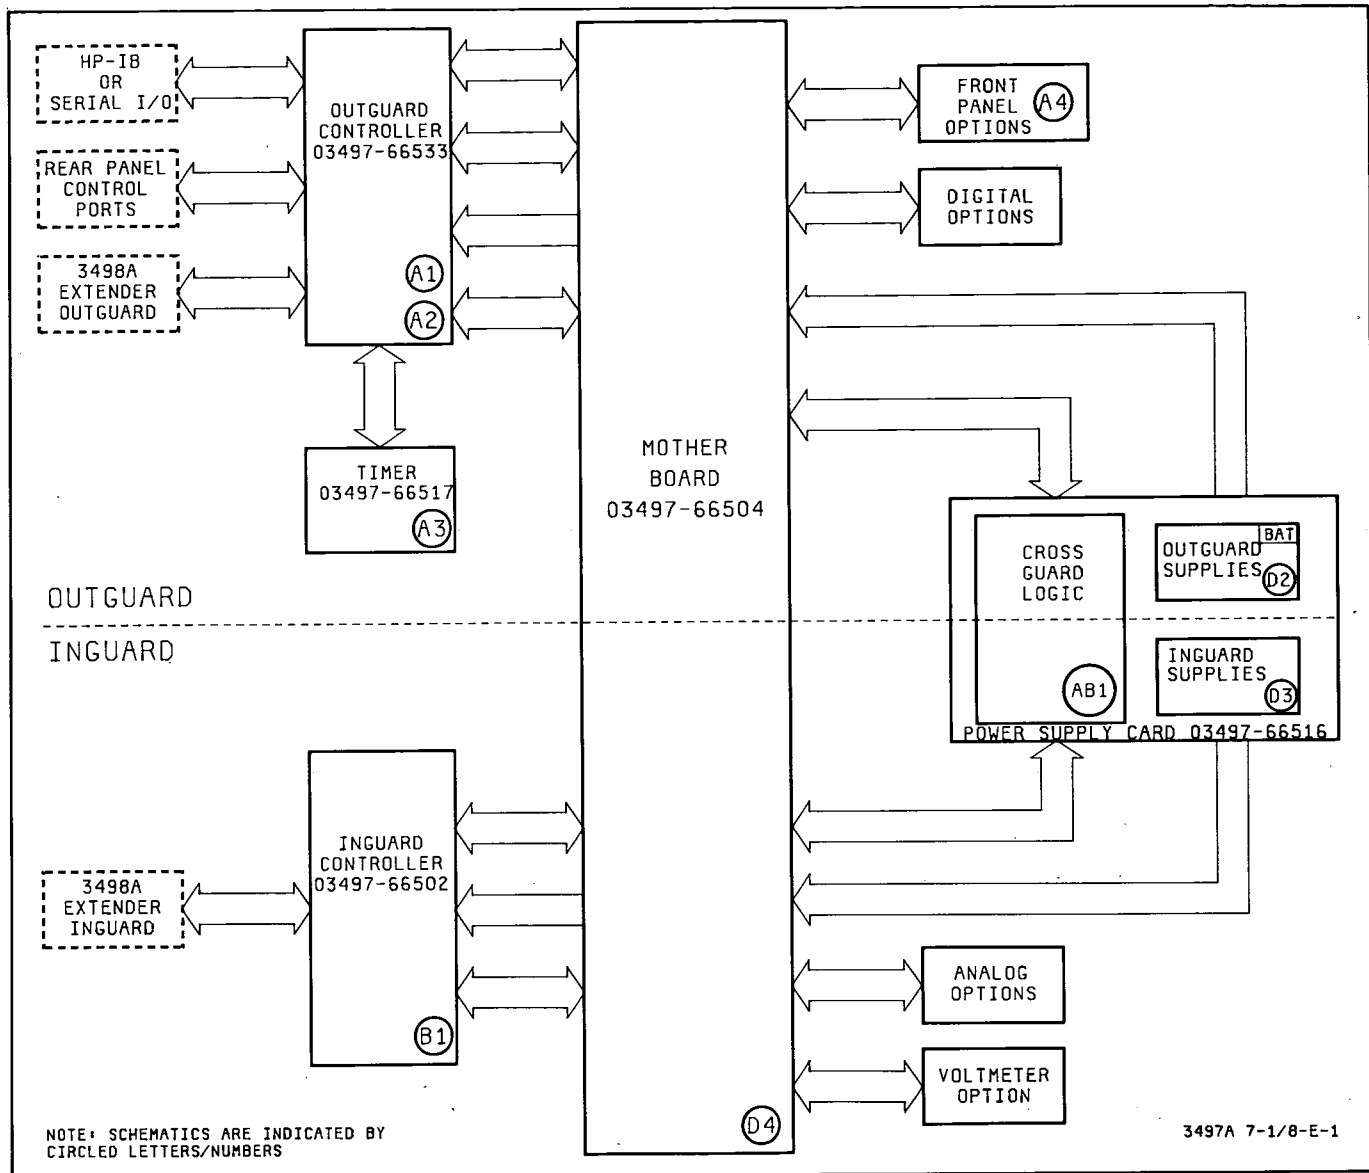 HP-IB
OR
SERIAL I/O
REAR PANEL
CONTROL
PORTS
3498A
EXTENDER
OUTGUARD
OUTGUARD
CONTROLLER
03497-66533
A1
A2
TIMER
03497-66517
A3
MOTHER
BOARD
03497-66504
FRONT
PANEL
OPTIONS
A4
DIGITAL
OPTIONS
CROSS
GUARD
LOGIC
AB1
BAT
OUTGUARD
SUPPLIES
D2
INGUARD
SUPPLIES
D3
POWER SUPPLY CARD 03497-66516
OUTGUARD
INGUARD
INGUARD
CONTROLLER
03497-66502
B1
3498A
EXTENDER
INGUARD
ANALOG
OPTIONS
VOLTMETER
OPTION
D4
NOTE: SCHEMATICS ARE INDICATED BY
CIRCLED LETTERS/NUMBERS
3497A 7-1/8-E-1